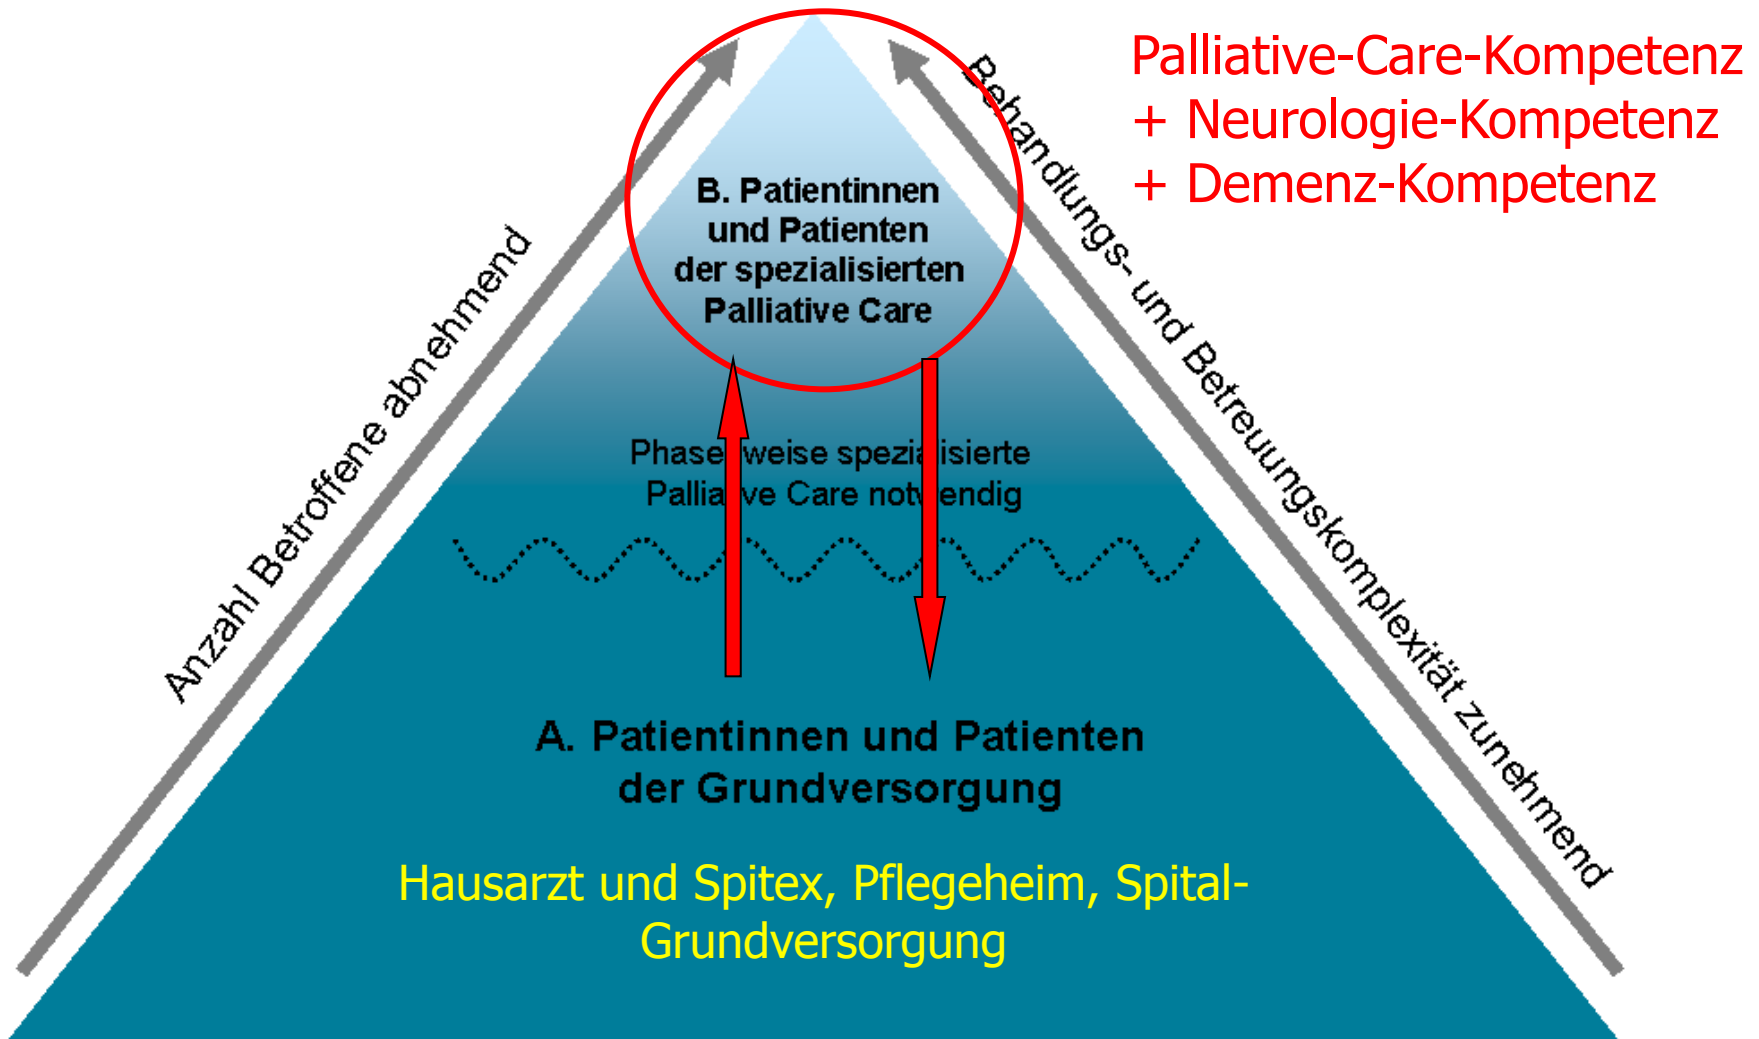 Palliative-Care-Kompetenz
+ Neurologie-Kompetenz
+ Demenz-Kompetenz
Anzahl Betroffene abnehmend
Behandlungs- und Betreuungskomplexität zunehmend
B. Patientinnen
und Patienten
der spezialisierten
Palliative Care
Phasenweise spezialisierte
Palliative Care notwendig
A. Patientinnen und Patienten
der Grundversorgung
Hausarzt und Spitex, Pflegeheim, Spital-
Grundversorgung